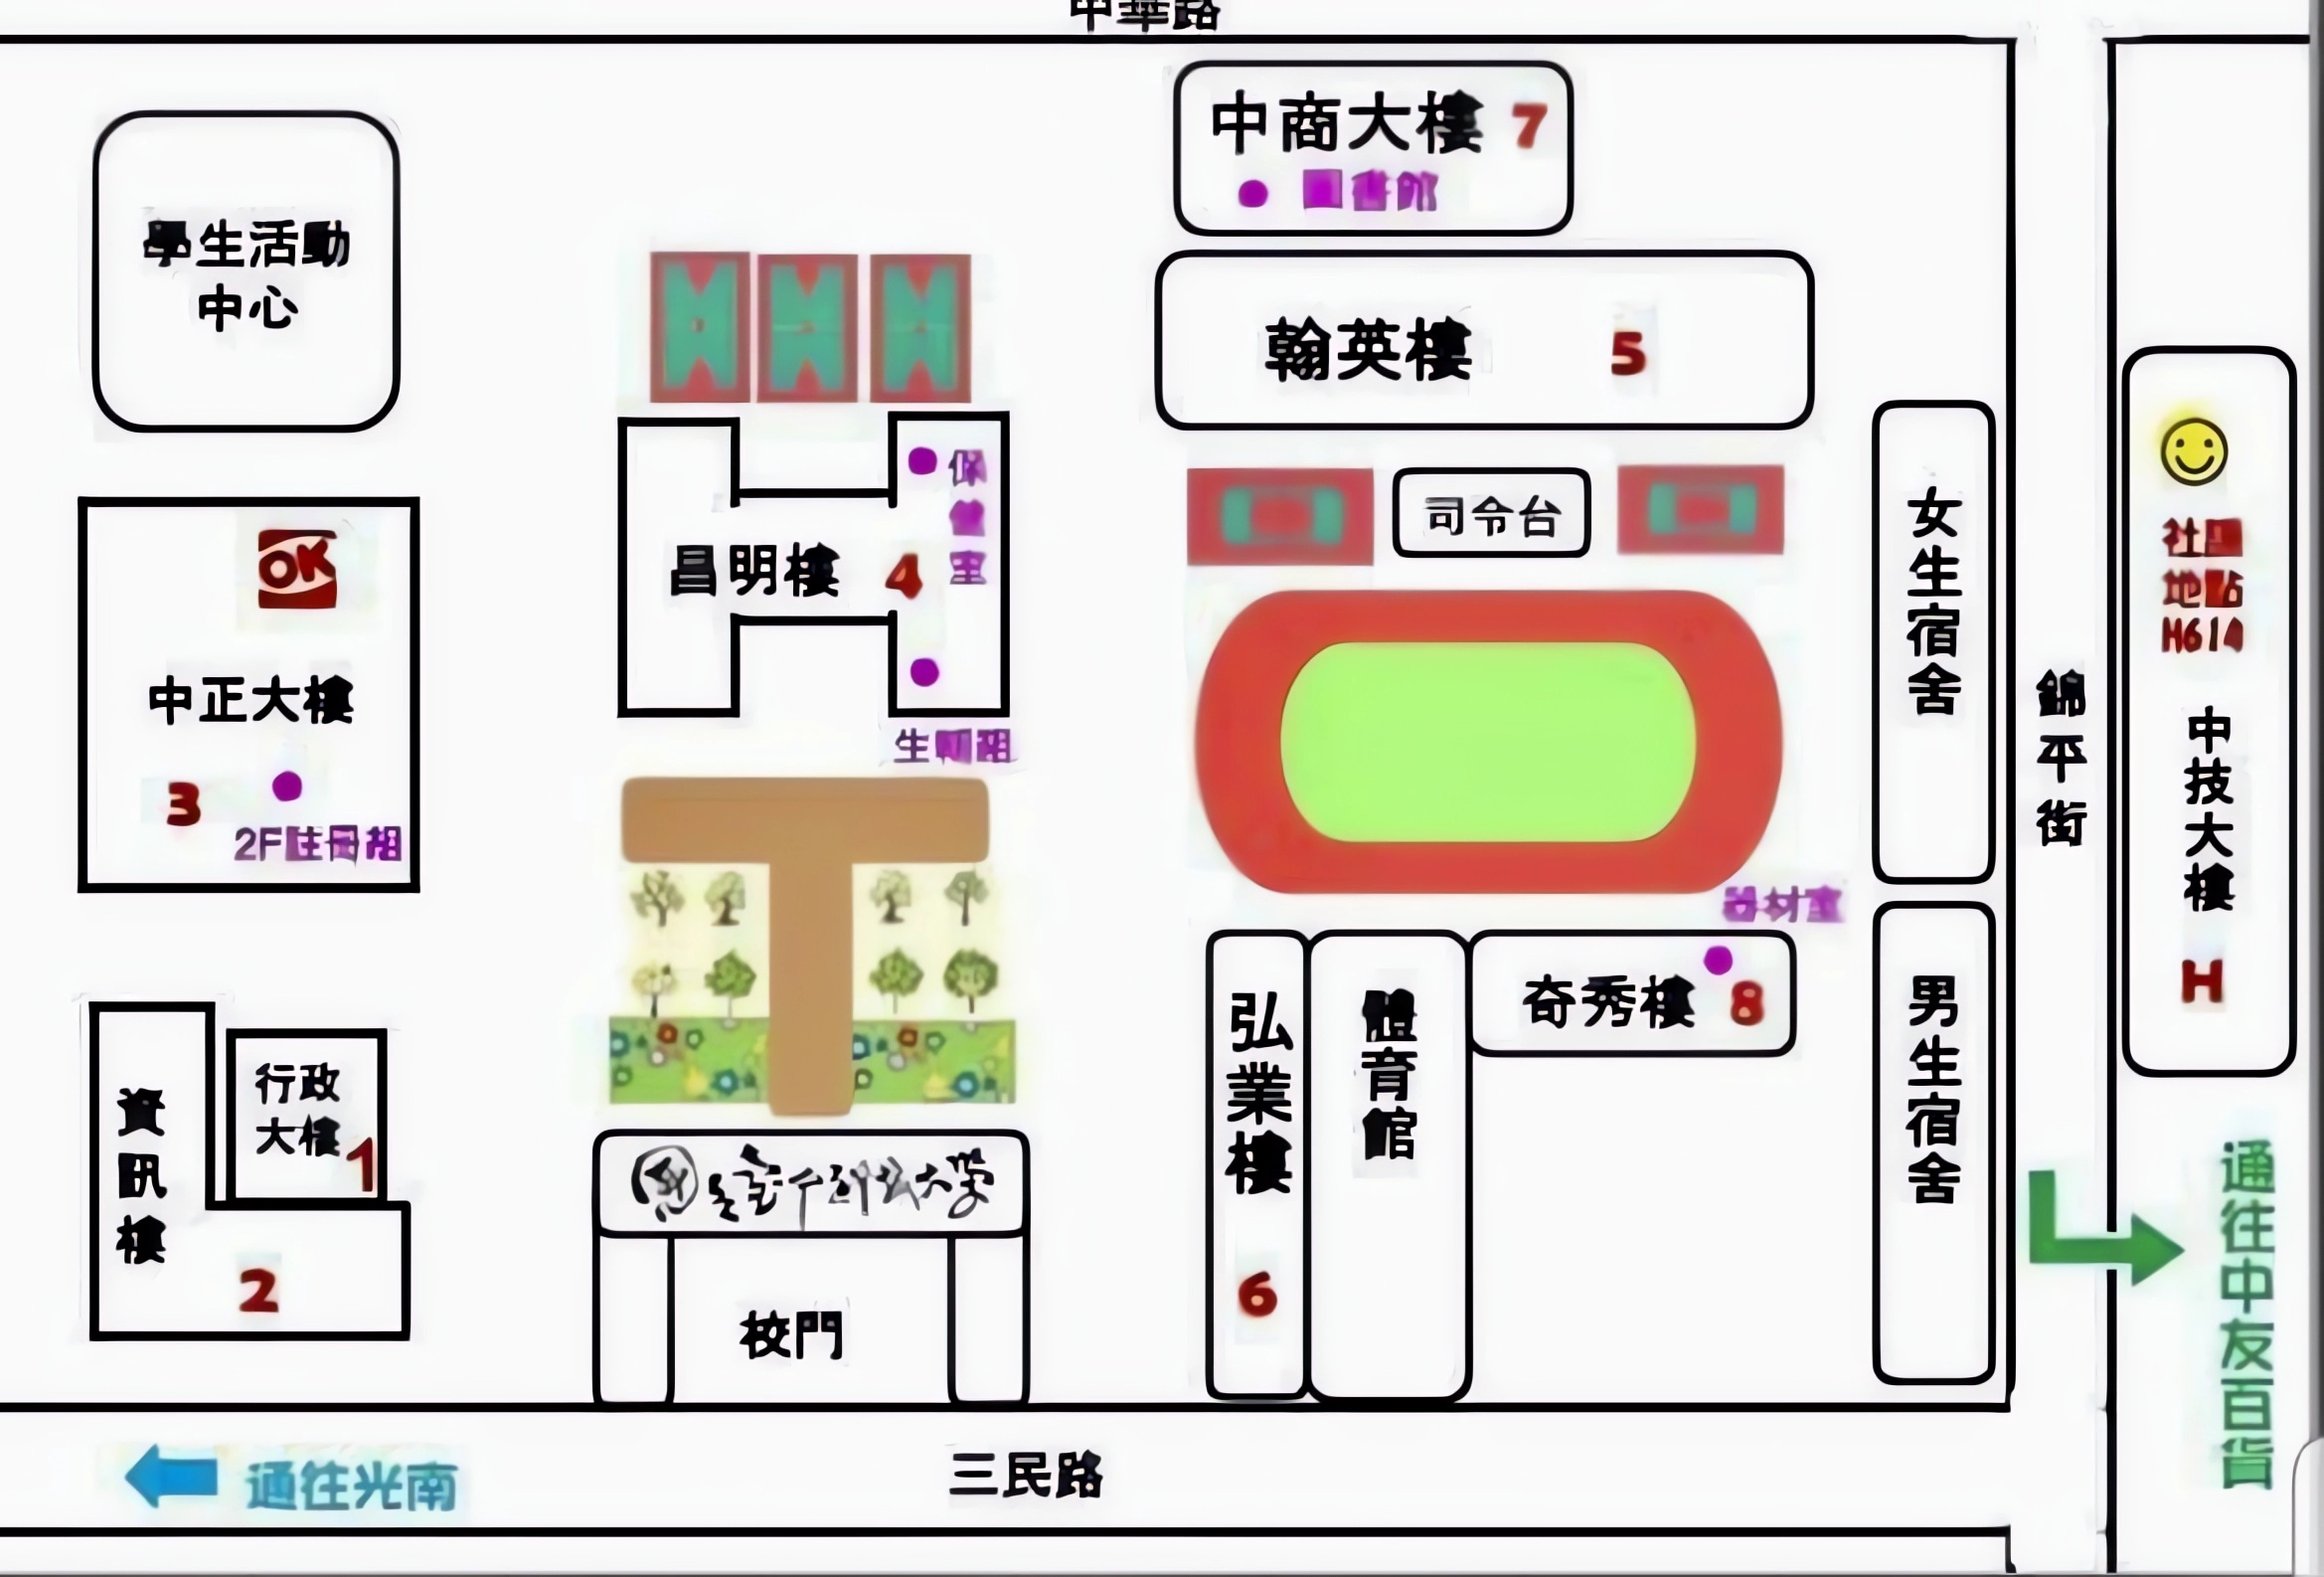 中華路
中商大樓 7
圖書館
學生活動
中心
翰英樓 5
司令台
OK
中正大樓
3
2F註冊組
昌明樓 4
保健室
生輔組
女生宿舍
錦平街
社團
地點
H614
中技大樓
H
器材室
奇秀樓 8
弘業樓
6
體育館
男生宿舍
行政
大樓 1
資訊樓
2
校門
通往中友百貨
通往光南
三民路